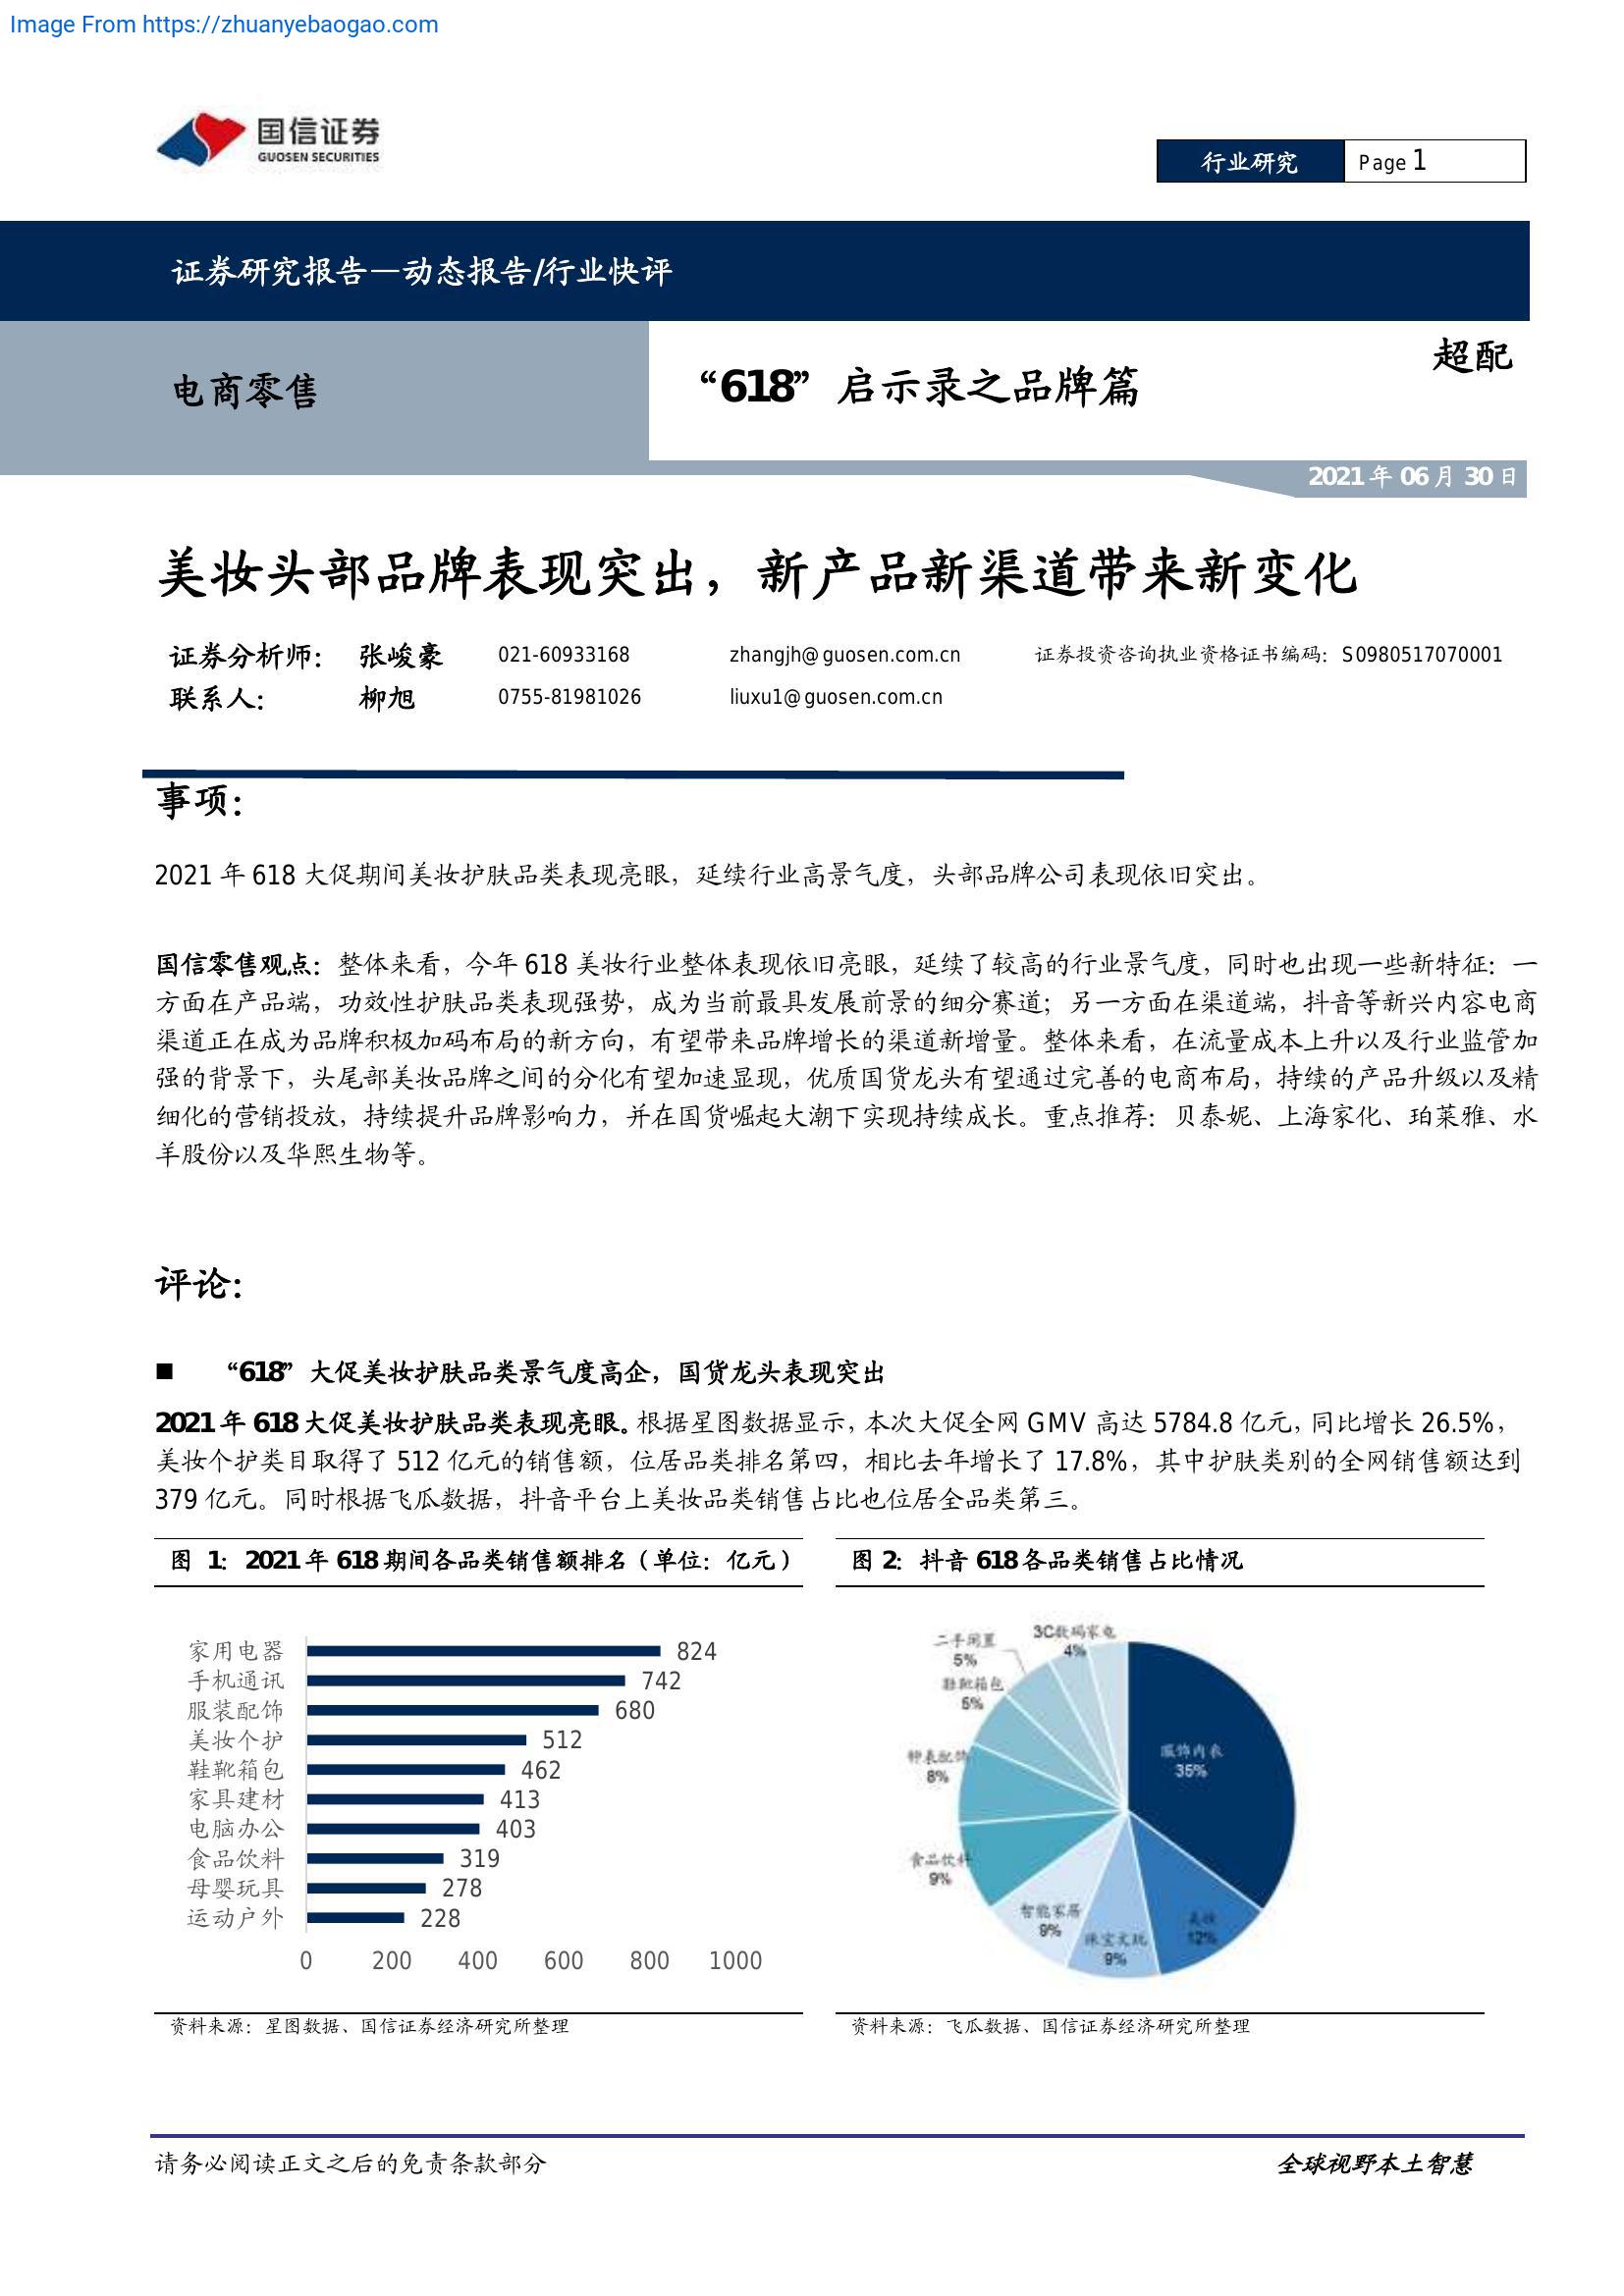 Image From https://zhuanyebaogao.com
国信证券
GUOSEN SECURITIES
行业研究
Page 1
证券研究报告—动态报告/行业快评
电商零售
“618”启示录之品牌篇
超配
2021 年 06 月 30 日
美妆头部品牌表现突出，新产品新渠道带来新变化
证券分析师： 张峻豪 021-60933168 zhangjh@guosen.com.cn 证券投资咨询执业资格证书编码：S0980517070001
联系人： 柳旭 0755-81981026 liuxu1@guosen.com.cn
事项：
2021 年 618 大促期间美妆护肤品类表现亮眼，延续行业高景气度，头部品牌公司表现依旧突出。
国信零售观点：整体来看，今年 618 美妆行业整体表现依旧亮眼，延续了较高的行业景气度，同时也出现一些新特征：一
方面在产品端，功效性护肤品类表现强势，成为当前最具发展前景的细分赛道；另一方面在渠道端，抖音等新兴内容电商
渠道正在成为品牌积极加码布局的新方向，有望带来品牌增长的渠道新增量。整体来看，在流量成本上升以及行业监管加
强的背景下，头尾部美妆品牌之间的分化有望加速显现，优质国货龙头有望通过完善的电商布局，持续的产品升级以及精
细化的营销投放，持续提升品牌影响力，并在国货崛起大潮下实现持续成长。重点推荐：贝泰妮、上海家化、珀莱雅、水
羊股份以及华熙生物等。
评论：
■ “618”大促美妆护肤品类景气度高企，国货龙头表现突出
2021 年 618 大促美妆护肤品类表现亮眼。根据星图数据显示，本次大促全网 GMV 高达 5784.8 亿元，同比增长 26.5%，
美妆个护类目取得了 512 亿元的销售额，位居品类排名第四，相比去年增长了 17.8%，其中护肤类别的全网销售额达到
379 亿元。同时根据飞瓜数据，抖音平台上美妆品类销售占比也位居全品类第三。
图 1：2021 年 618 期间各品类销售额排名（单位：亿元）
家用电器 824
手机通讯 742
服装配饰 680
美妆个护 512
鞋靴箱包 462
家具建材 413
电脑办公 403
食品饮料 319
母婴玩具 278
运动户外 228
0 200 400 600 800 1000
资料来源：星图数据、国信证券经济研究所整理
图 2：抖音 618 各品类销售占比情况
3C数码家电
4%
二手闲置
5%
鞋靴箱包
5%
钟表配饰
8%
食品饮料
9%
智能家居
9%
珠宝文玩
9%
美妆
12%
服饰内衣
35%
资料来源：飞瓜数据、国信证券经济研究所整理
请务必阅读正文之后的免责条款部分
全球视野本土智慧